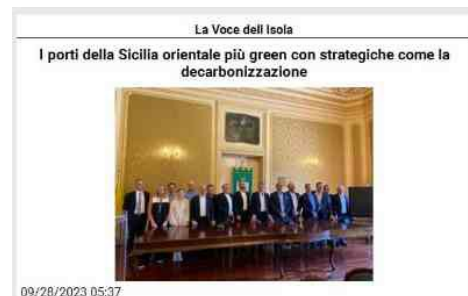 La Voce dell Isola
I porti della Sicilia orientale più green con strategiche come la
decarbonizzazione
09/28/2023 05:37